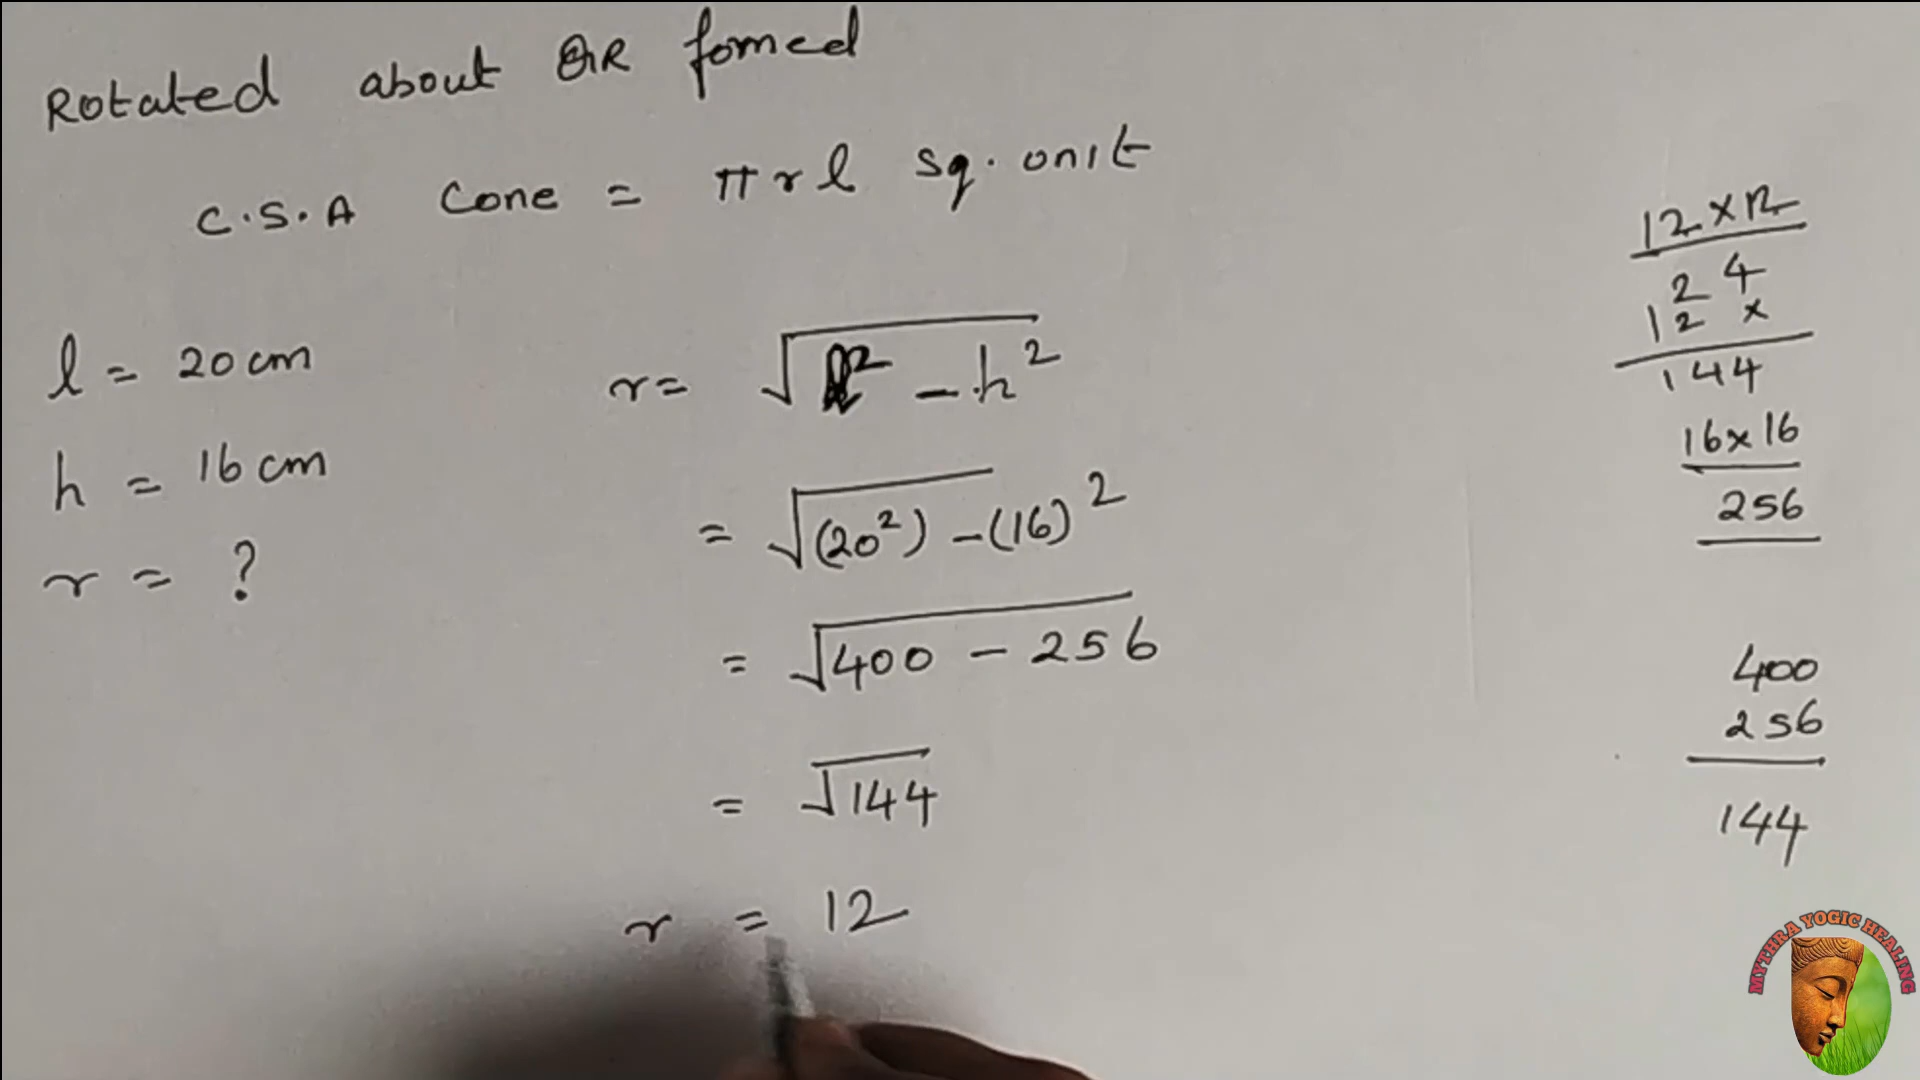 Rotated about QR fomed
C.S.A Cone = πrl sq. unit
l = 20 cm
h = 16 cm
r = ?
r = √l² - h²
= √(20²) - (16)²
= √400 - 256
= √144
r = 12
12 x 12
24
12 x
144
16 x 16
256
400
256
144
MYTHRA YOGIC HEALING